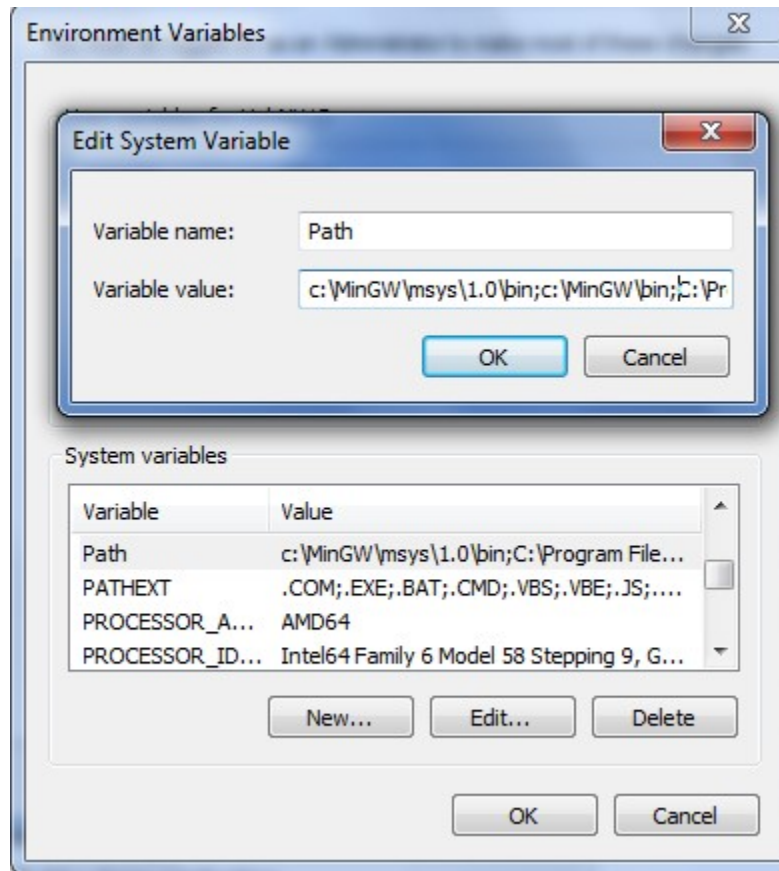 Environment Variables
Edit System Variable
Variable name:
Path
Variable value:
c:\MinGW\msys\1.0\bin;c:\MinGW\bin;C:\Pr
OK
Cancel
System variables
Variable Value
Path c:\MinGW\msys\1.0\bin;C:\Program File...
PATHEXT .COM;.EXE;.BAT;.CMD;.VBS;.VBE;.JS;....
PROCESSOR_A... AMD64
PROCESSOR_ID... Intel64 Family 6 Model 58 Stepping 9, G...
New... Edit... Delete
OK Cancel